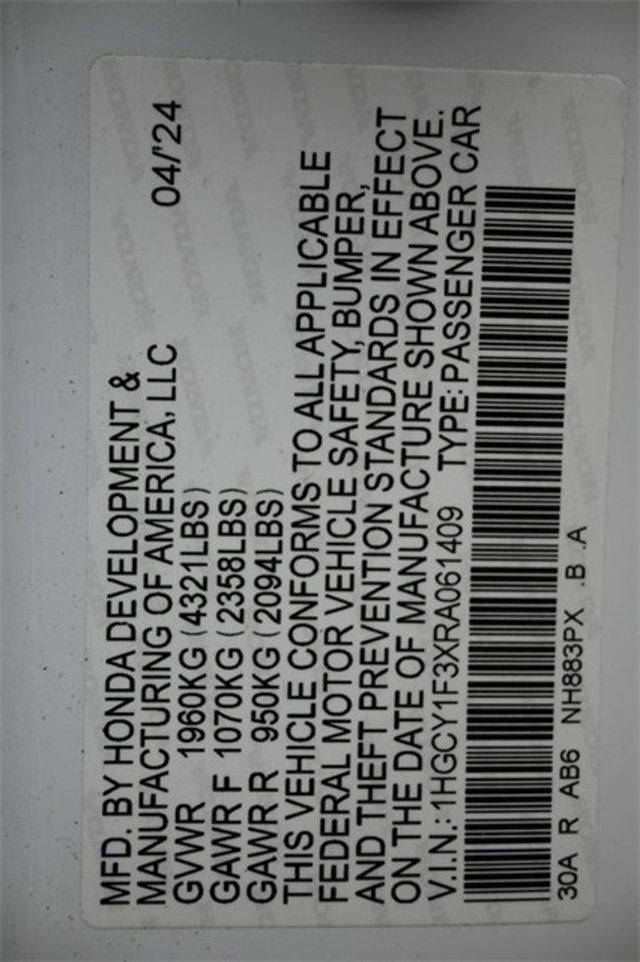 MFD. BY HONDA DEVELOPMENT &
MANUFACTURING OF AMERICA, LLC 04/'24
GVWR 1960KG (4321LBS)
GAWR F 1070KG (2358LBS)
GAWR R 950KG (2094LBS)
THIS VEHICLE CONFORMS TO ALL APPLICABLE
FEDERAL MOTOR VEHICLE SAFETY, BUMPER,
AND THEFT PREVENTION STANDARDS IN EFFECT
ON THE DATE OF MANUFACTURE SHOWN ABOVE.
V.I.N.: 1HGCY1F3XRA061409 TYPE: PASSENGER CAR
30A R AB6 NH883PX .B .A